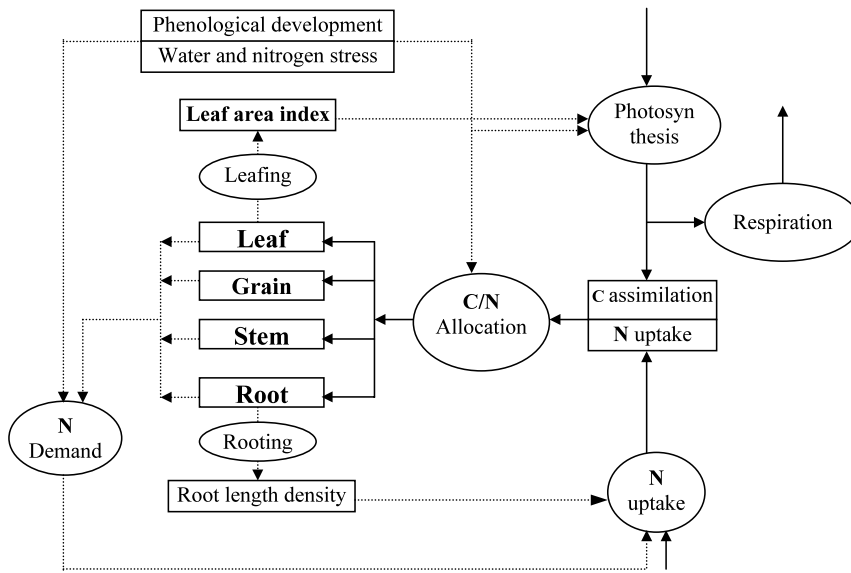 Phenological development
Water and nitrogen stress
Leaf area index
Photosyn
thesis
Leafing
Respiration
Leaf
Grain
Stem
Root
C/N
Allocation
C assimilation
N uptake
N
Demand
Rooting
Root length density
N
uptake